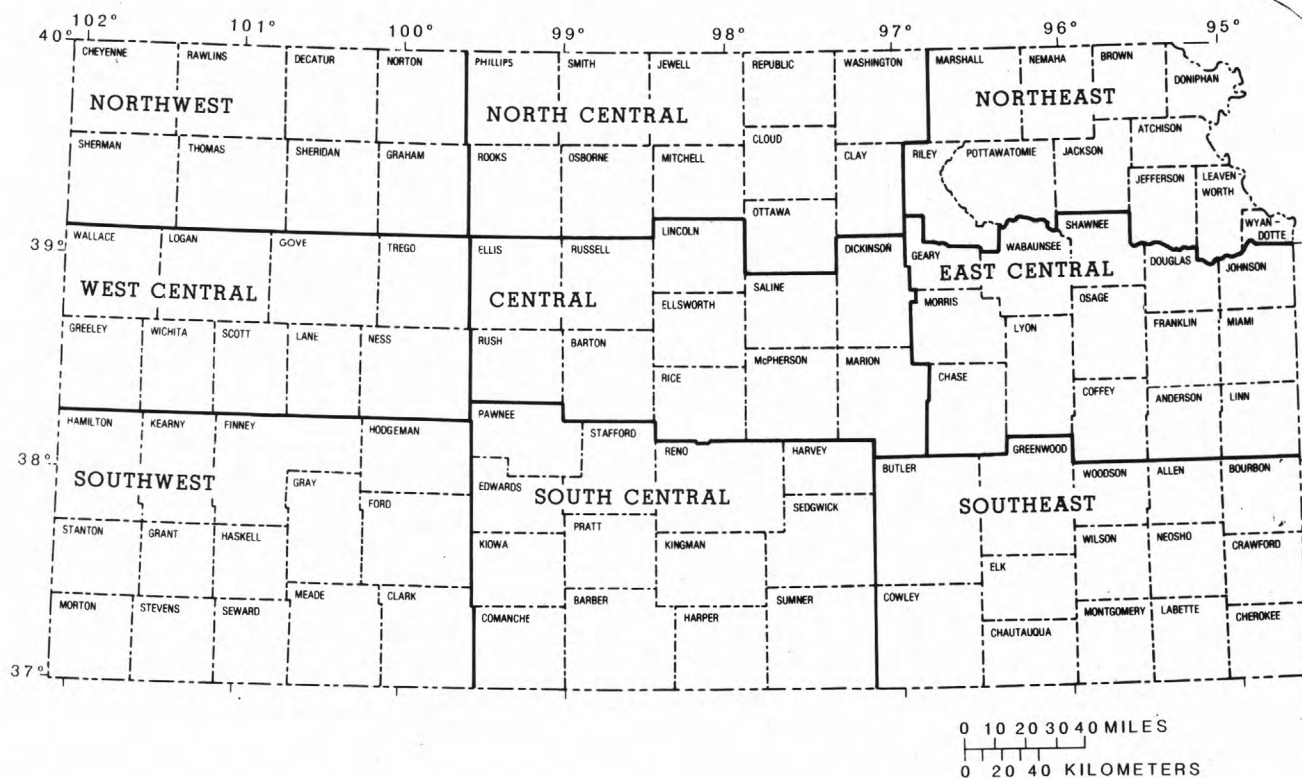 102° 101° 100° 99° 98° 97° 96° 95°
40°
CHEYENNE RAWLINS DECATUR NORTON PHILLIPS SMITH JEWELL REPUBLIC WASHINGTON MARSHALL NEMAHA BROWN
DONIPHAN
NORTHWEST NORTH CENTRAL NORTHEAST
ATCHISON
CLOUD
SHERMAN THOMAS SHERIDAN GRAHAM ROOKS OSBORNE MITCHELL CLAY RILEY POTTAWATOMIE JACKSON
JEFFERSON LEAVEN
WORTH
OTTAWA
39°
WALLACE LOGAN GOVE TREGO ELLIS RUSSELL LINCOLN DICKINSON GEARY WABAUNSEE SHAWNEE WYAN
DOTTE
DOUGLAS JOHNSON
WEST CENTRAL CENTRAL EAST CENTRAL
ELLSWORTH SALINE MORRIS OSAGE
GREELEY WICHITA SCOTT LANE NESS RUSH BARTON LYON FRANKLIN MIAMI
RICE McPHERSON MARION CHASE
COFFEY ANDERSON LINN
PAWNEE
HAMILTON KEARNY FINNEY HODGEMAN STAFFORD
RENO HARVEY GREENWOOD
38°
BUTLER WOODSON ALLEN BOURBON
SOUTHWEST GRAY EDWARDS SOUTH CENTRAL SOUTHEAST
FORD SEDGWICK
STANTON GRANT HASKELL PRATT
KIOWA KINGMAN WILSON NEOSHO CRAWFORD
ELK
MORTON STEVENS SEWARD MEADE CLARK BARBER SUMNER COWLEY
COMANCHE HARPER MONTGOMERY LABETTE CHEROKEE
CHAUTAUQUA
37°
0 10 20 30 40 MILES
0 20 40 KILOMETERS